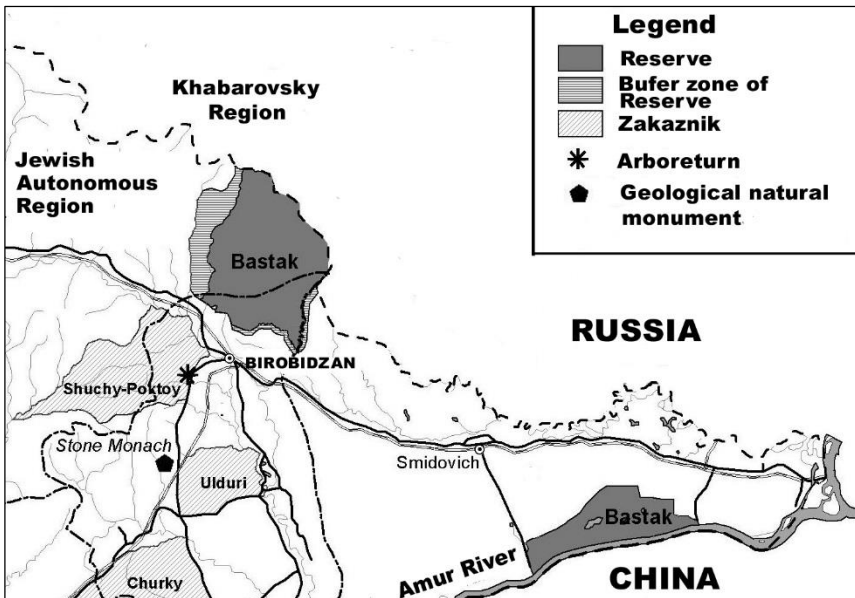 Legend
Reserve
Bufer zone of
Reserve
Zakaznik
Arboreturn
Geological natural
monument
Khabarovsky
Region
Jewish
Autonomous
Region
Bastak
RUSSIA
BIROBIDZAN
Shuchy-Poktoy
Stone Monach
Smidovich
Ulduri
Bastak
Amur River
Churky
CHINA